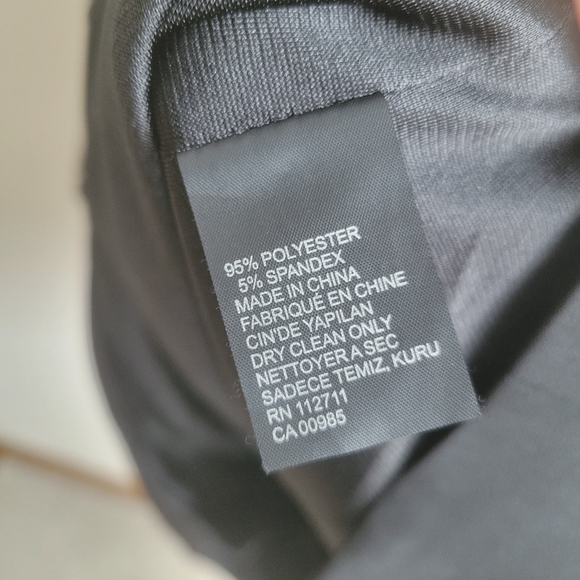 95% POLYESTER
5% SPANDEX
MADE IN CHINA
FABRIQUÉ EN CHINE
CIN'DE YAPILAN
DRY CLEAN ONLY
NETTOYER A SEC
SADECE TEMIZ KURU
RN 112711
CA 00985